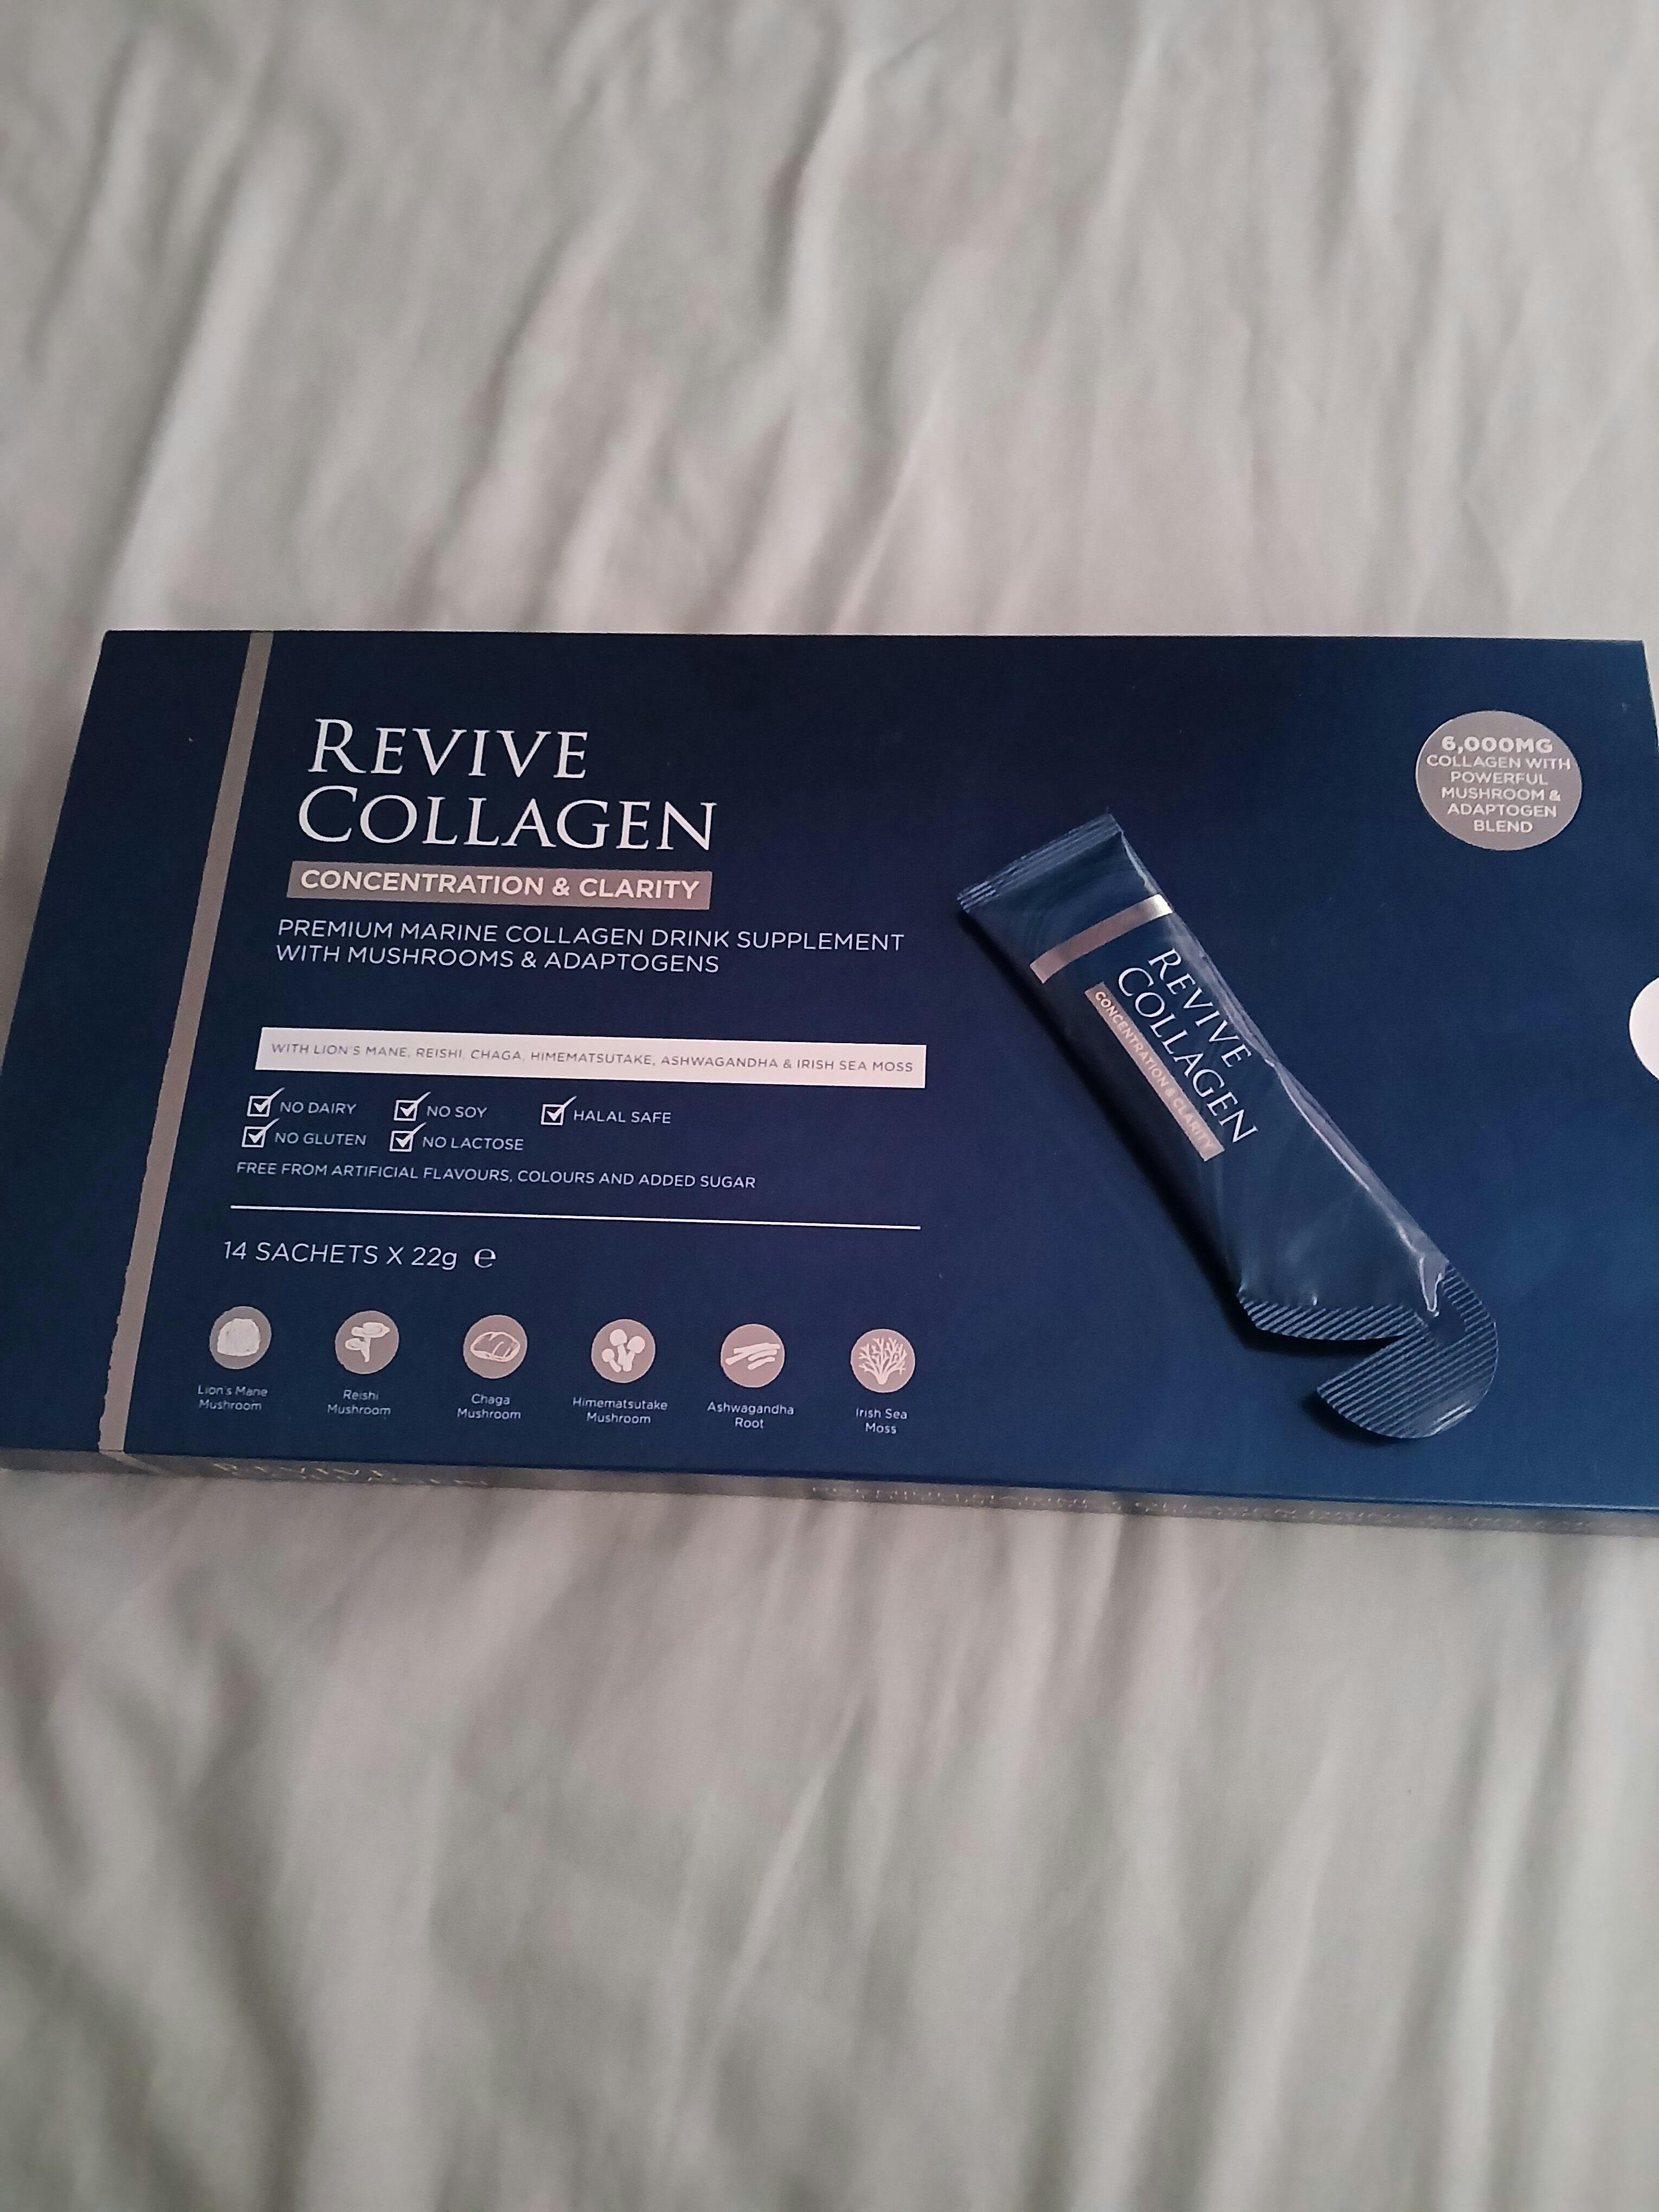 REVIVE
COLLAGEN
CONCENTRATION & CLARITY
PREMIUM MARINE COLLAGEN DRINK SUPPLEMENT
WITH MUSHROOMS & ADAPTOGENS
WITH LION'S MANE, REISHI, CHAGA, HIMEMATSUTAKE, ASHWAGANDHA & IRISH SEA MOSS
NO DAIRY NO SOY HALAL SAFE
NO GLUTEN NO LACTOSE
FREE FROM ARTIFICIAL FLAVOURS, COLOURS AND ADDED SUGAR
14 SACHETS X 22g ℮
Lion's Mane
Mushroom
Reishi
Mushroom
Chaga
Mushroom
Himematsutake
Mushroom
Ashwagandha
Root
Irish Sea
Moss
6,000MG
COLLAGEN WITH
POWERFUL
MUSHROOM &
ADAPTOGEN
BLEND
REVIVE
COLLAGEN
CONCENTRATION & CLARITY
REVIVE
COLLAGEN